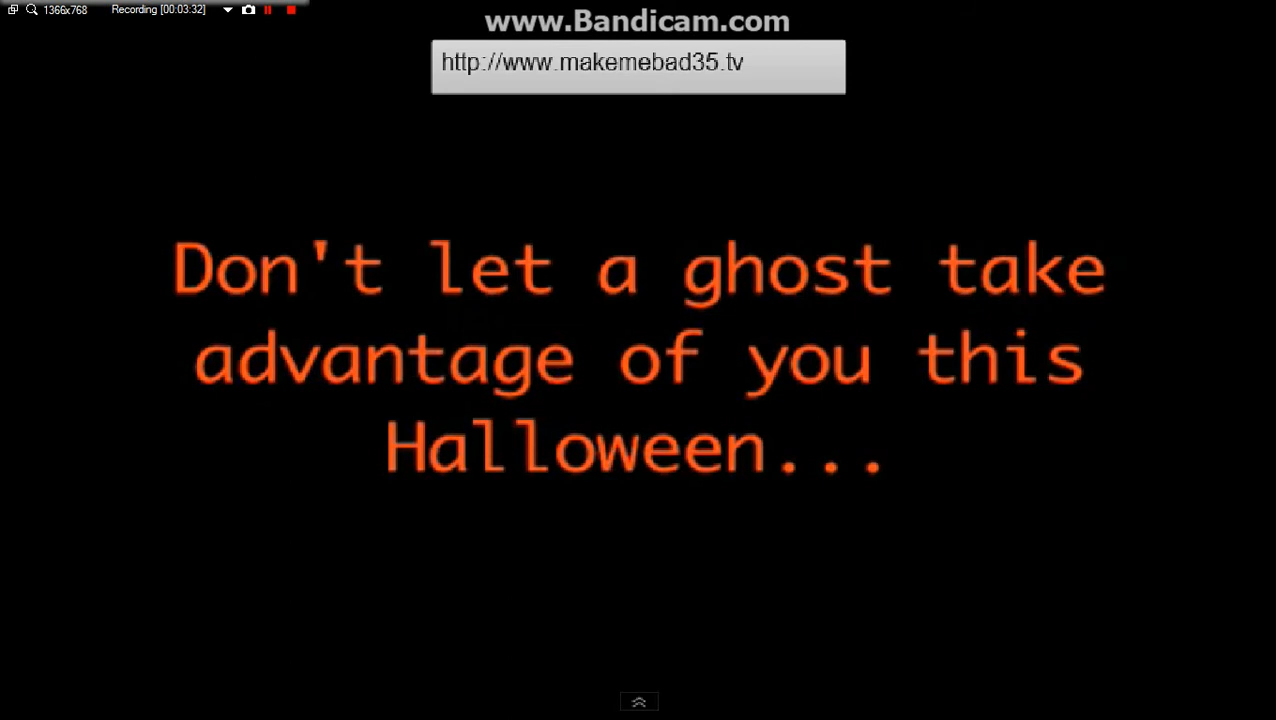 1366x768 Recording [00:03:32]
www.Bandicam.com
http://www.makemebad35.tv
Don't let a ghost take
advantage of you this
Halloween...